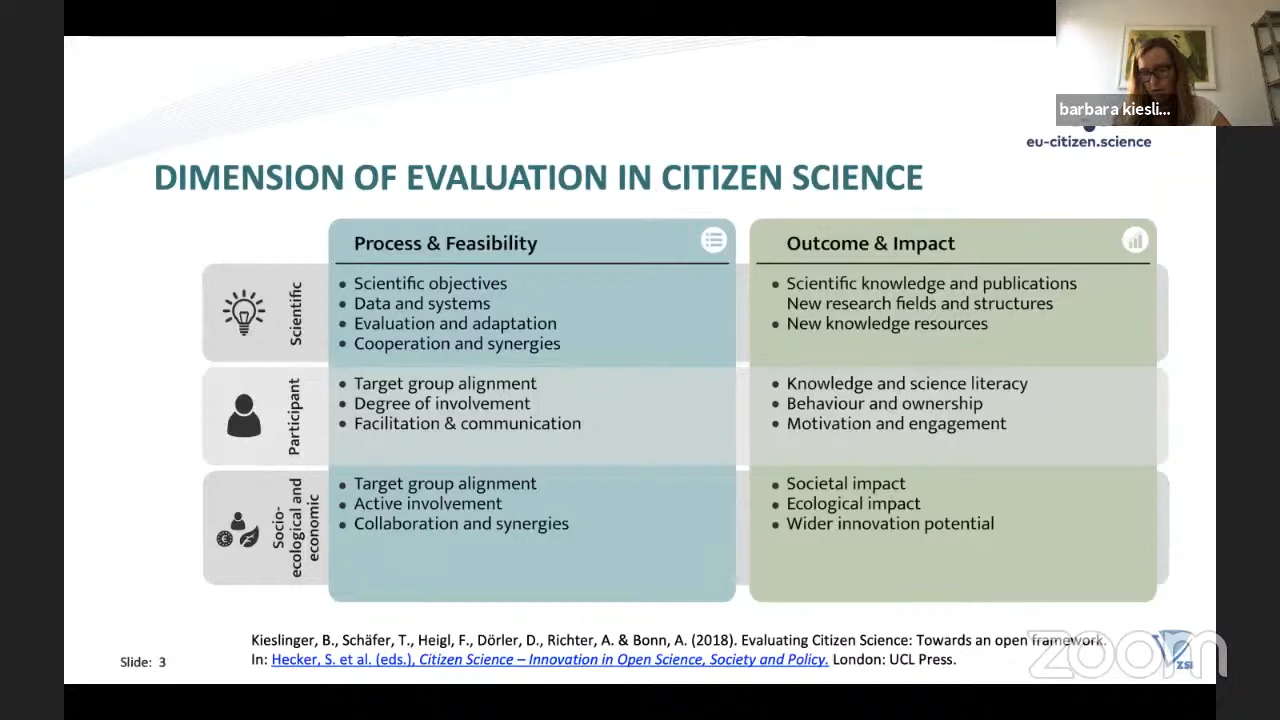 barbara kiesli...
eu-citizen.science
DIMENSION OF EVALUATION IN CITIZEN SCIENCE
Process & Feasibility
Outcome & Impact
Scientific
• Scientific objectives
• Data and systems
• Evaluation and adaptation
• Cooperation and synergies
• Scientific knowledge and publications
New research fields and structures
• New knowledge resources
Participant
• Target group alignment
• Degree of involvement
• Facilitation & communication
• Knowledge and science literacy
• Behaviour and ownership
• Motivation and engagement
Socio-
ecological and
economic
• Target group alignment
• Active involvement
• Collaboration and synergies
• Societal impact
• Ecological impact
• Wider innovation potential
Kieslinger, B., Schäfer, T., Heigl, F., Dörler, D., Richter, A. & Bonn, A. (2018). Evaluating Citizen Science: Towards an open framework.
In: Hecker, S. et al. (eds.), Citizen Science – Innovation in Open Science, Society and Policy. London: UCL Press.
Slide: 3
zoom
ZSI